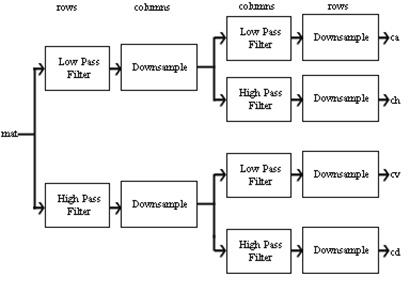 rows columns columns rows
Low Pass
Filter
Downsample
ca
High Pass
Filter
Downsample
ch
Low Pass
Filter
Downsample
mat
High Pass
Filter
Downsample
Low Pass
Filter
Downsample
cv
High Pass
Filter
Downsample
cd